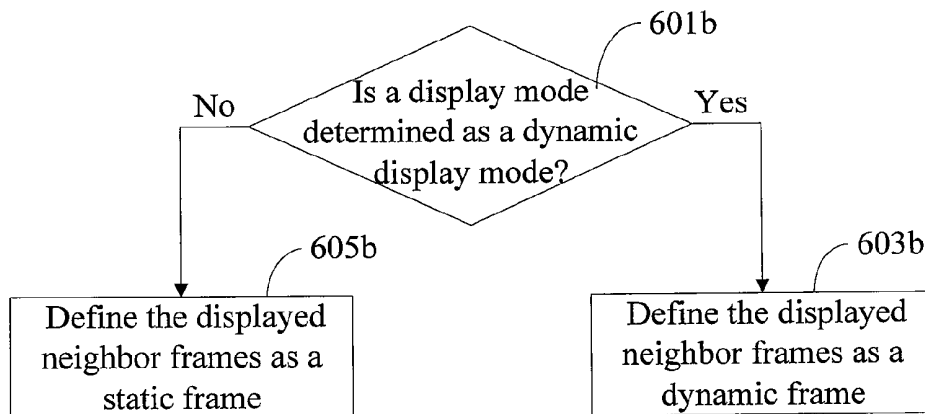 601b
Is a display mode
determined as a dynamic
display mode?
No
Yes
605b
603b
Define the displayed
neighbor frames as a
static frame
Define the displayed
neighbor frames as a
dynamic frame